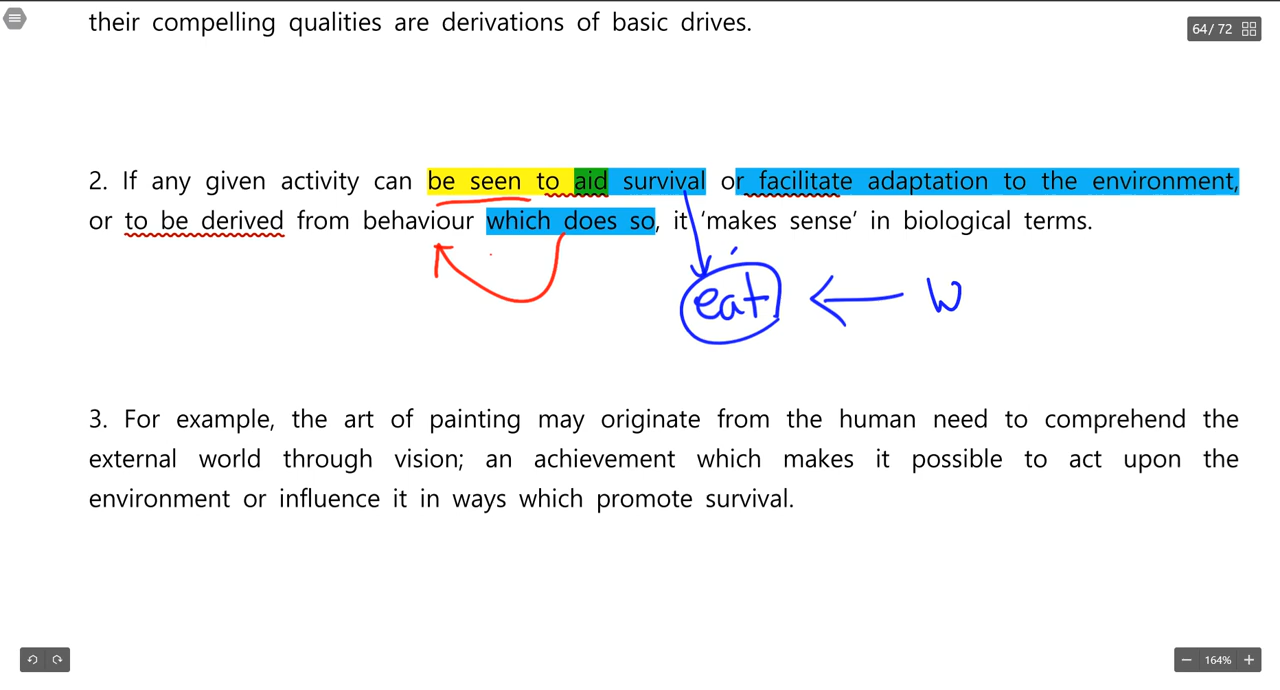 their compelling qualities are derivations of basic drives.
64/ 72
2. If any given activity can be seen to aid survival or facilitate adaptation to the environment,
or to be derived from behaviour which does so, it ‘makes sense’ in biological terms.
eat ← w
3. For example, the art of painting may originate from the human need to comprehend the
external world through vision; an achievement which makes it possible to act upon the
environment or influence it in ways which promote survival.
164%